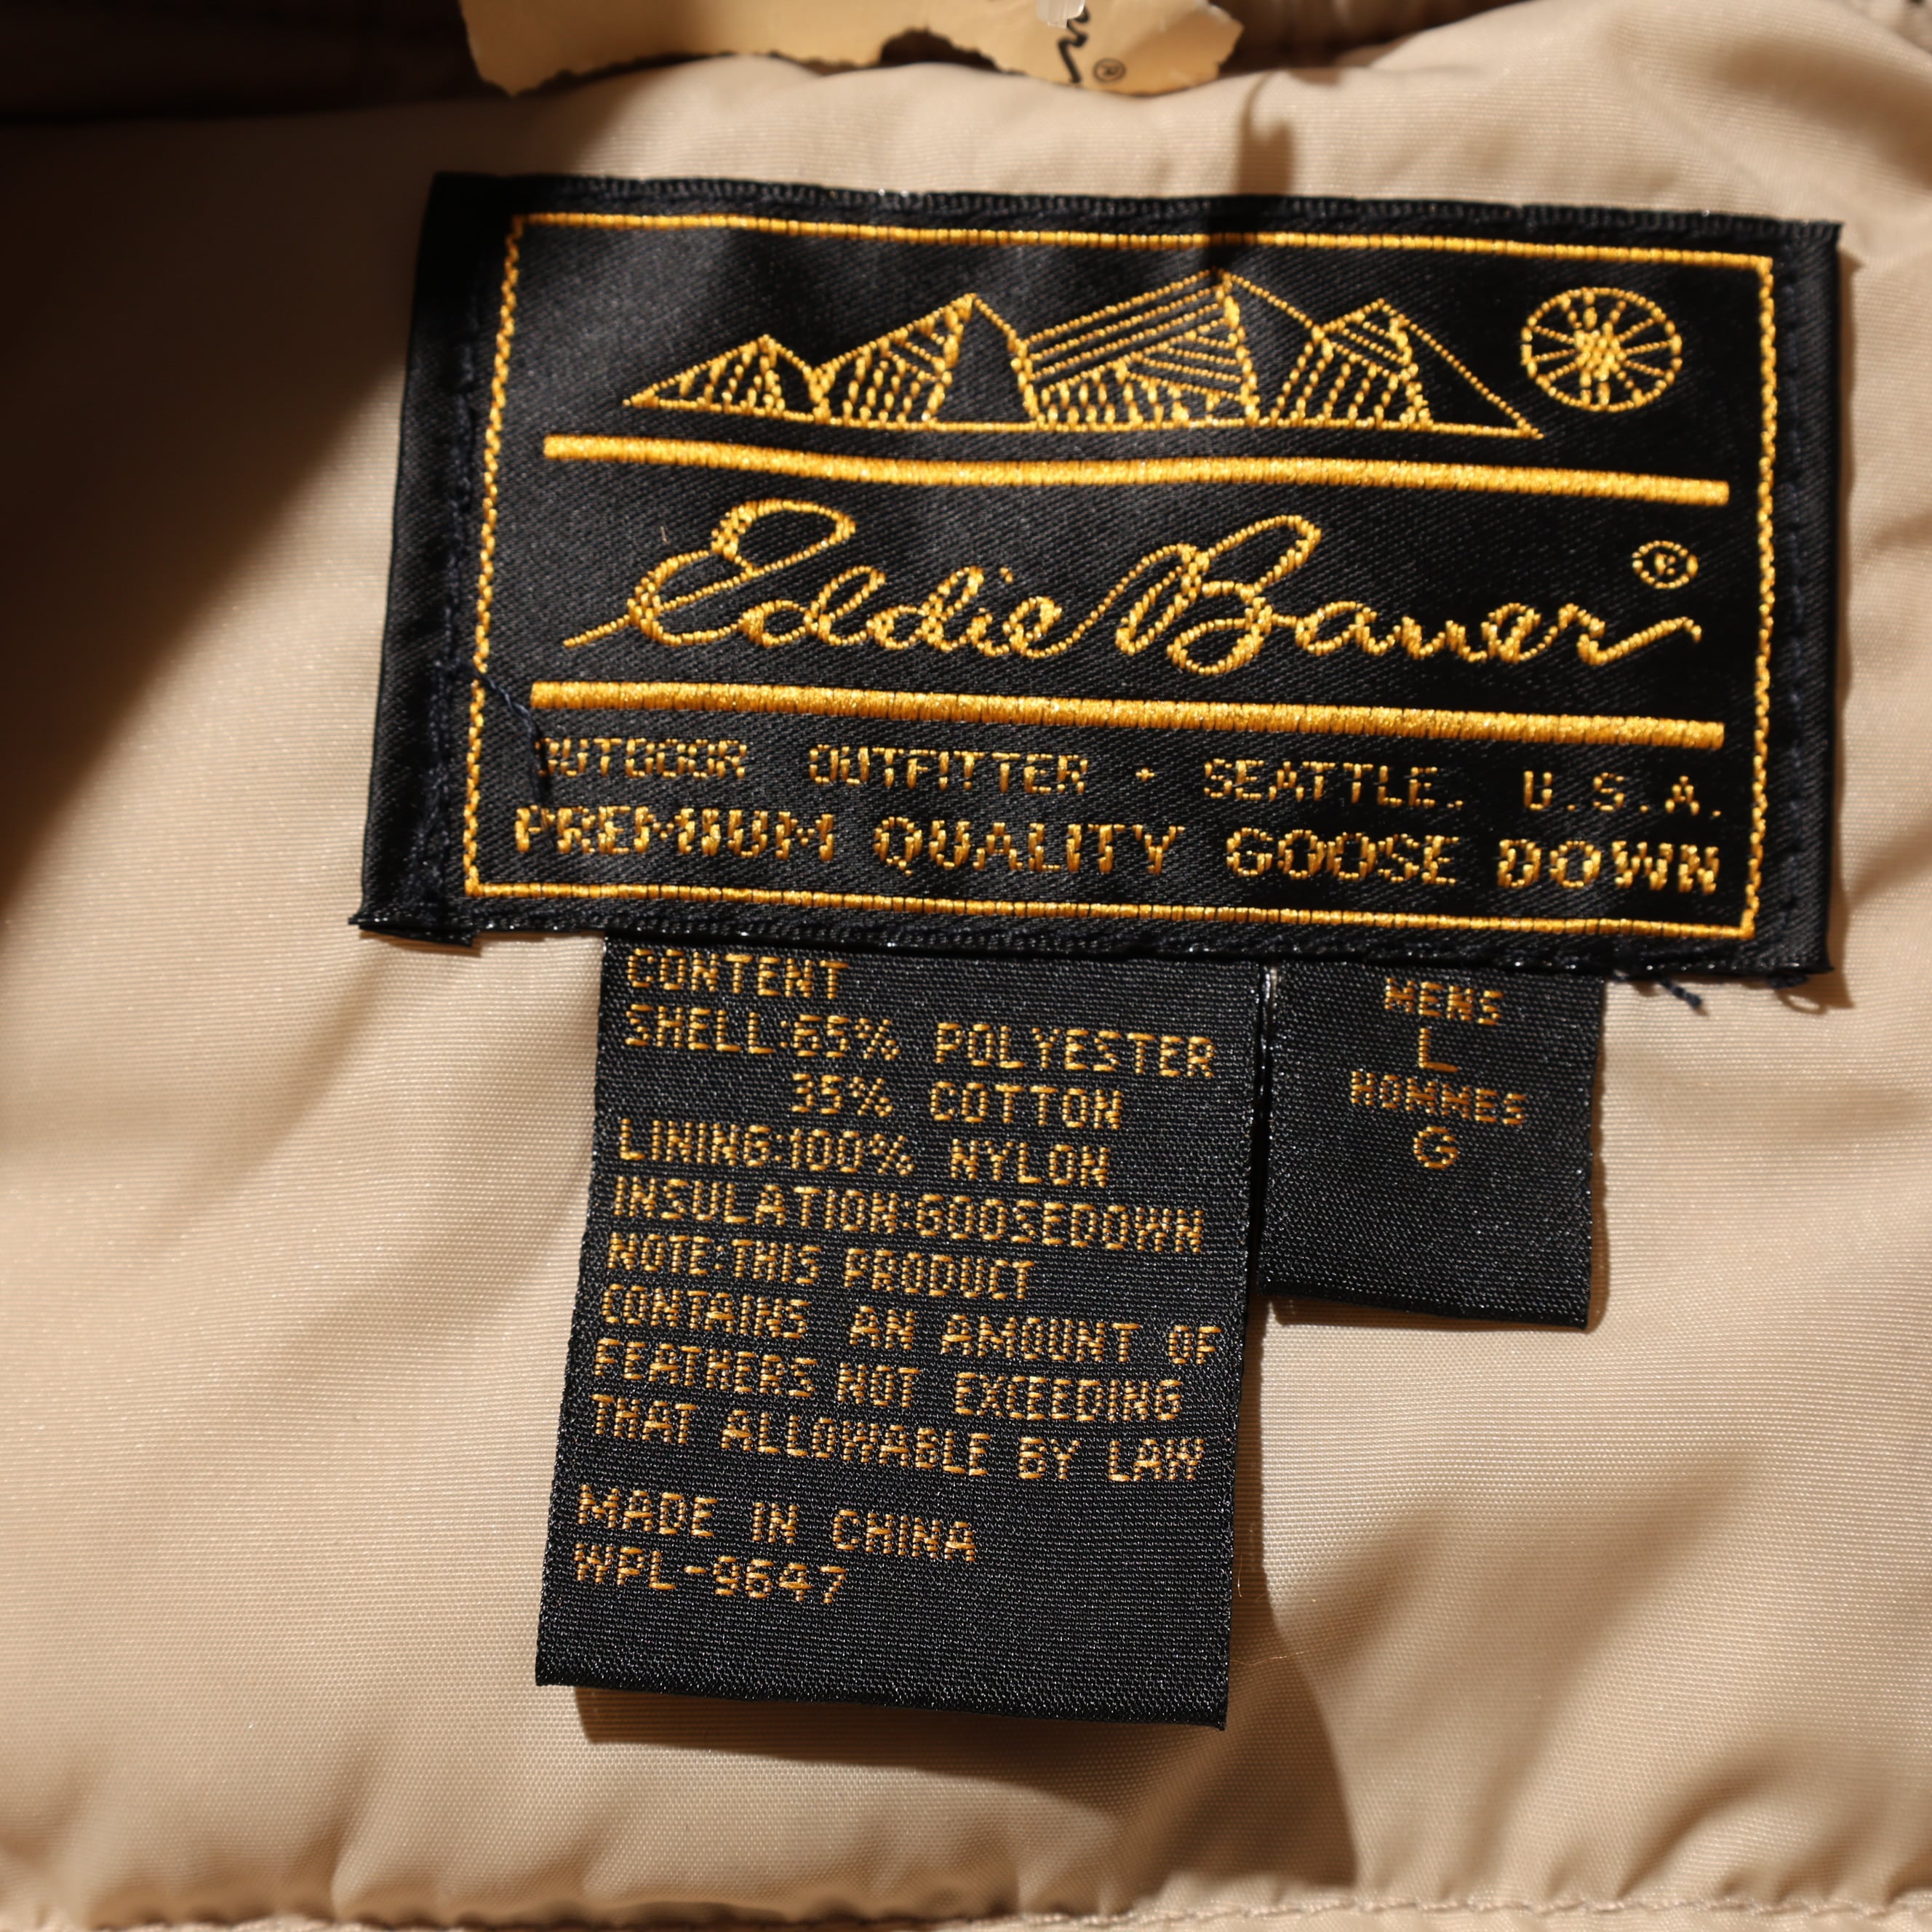 Eddie Bauer ®
OUTDOOR OUTFITTER · SEATTLE, U.S.A.
PREMIUM QUALITY GOOSE DOWN
CONTENT
SHELL:65% POLYESTER
35% COTTON
LINING:100% NYLON
INSULATION:GOOSEDOWN
NOTE:THIS PRODUCT
CONTAINS AN AMOUNT OF
FEATHERS NOT EXCEEDING
THAT ALLOWABLE BY LAW
MADE IN CHINA
WPL-9647
MENS
L
HOMMES
G